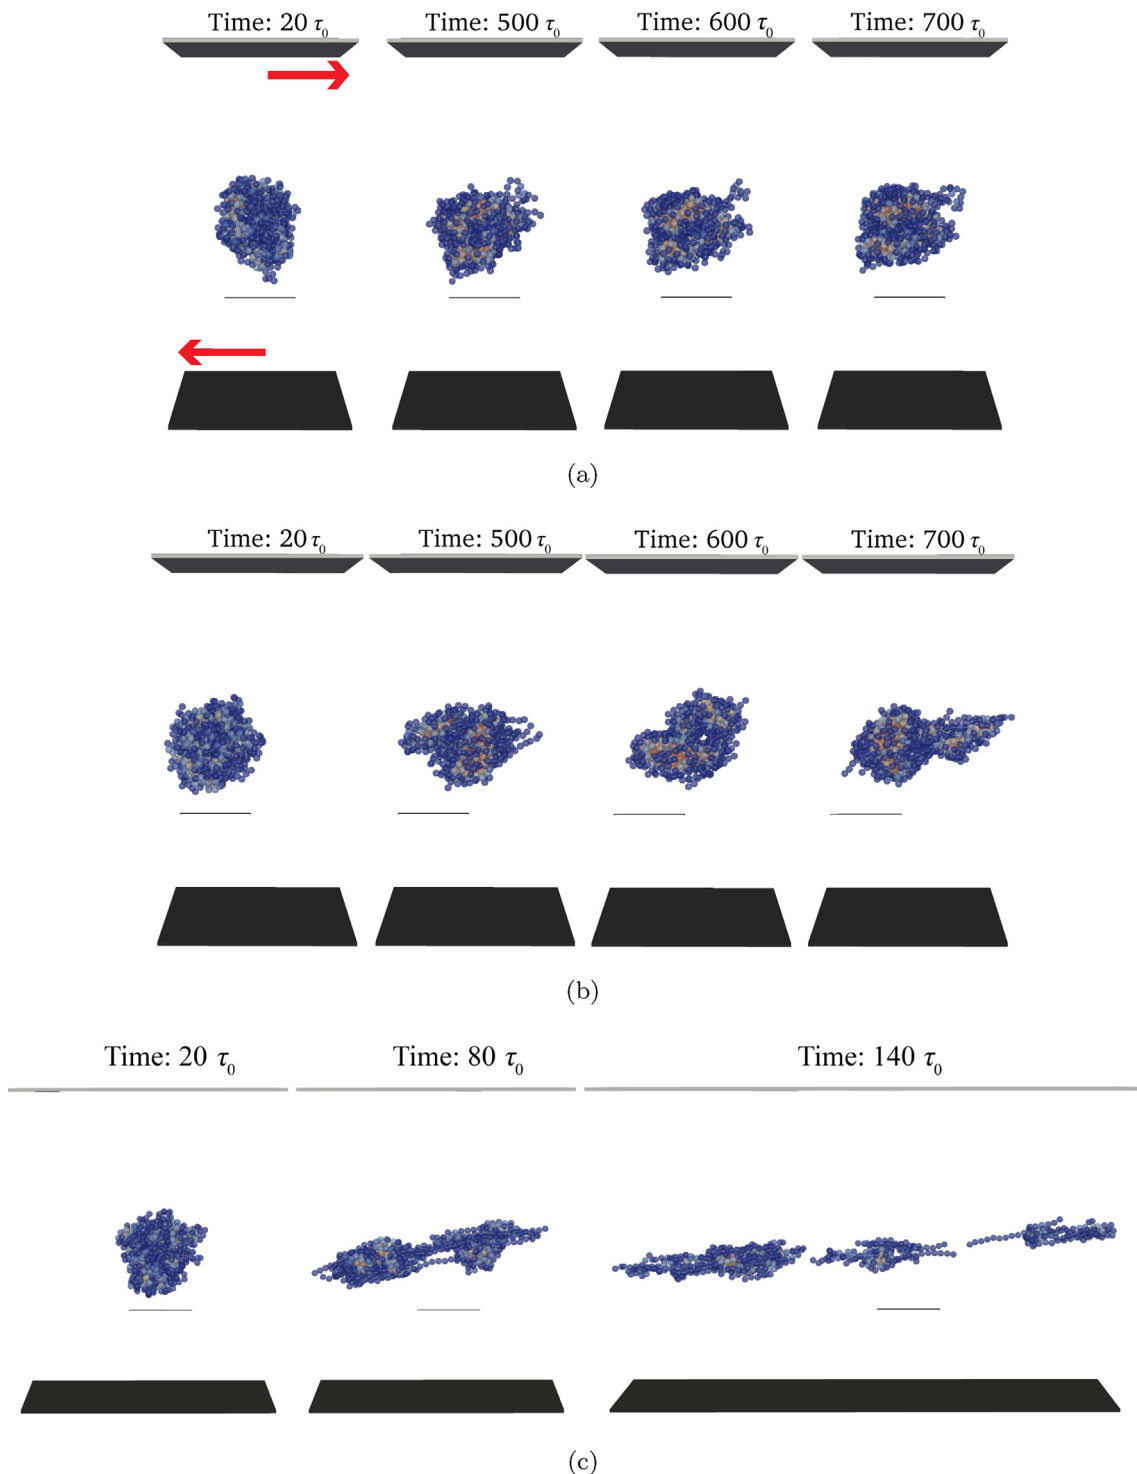 Time: 20 τ₀ Time: 500 τ₀ Time: 600 τ₀ Time: 700 τ₀
(a)
Time: 20 τ₀ Time: 500 τ₀ Time: 600 τ₀ Time: 700 τ₀
(b)
Time: 20 τ₀ Time: 80 τ₀ Time: 140 τ₀
(c)